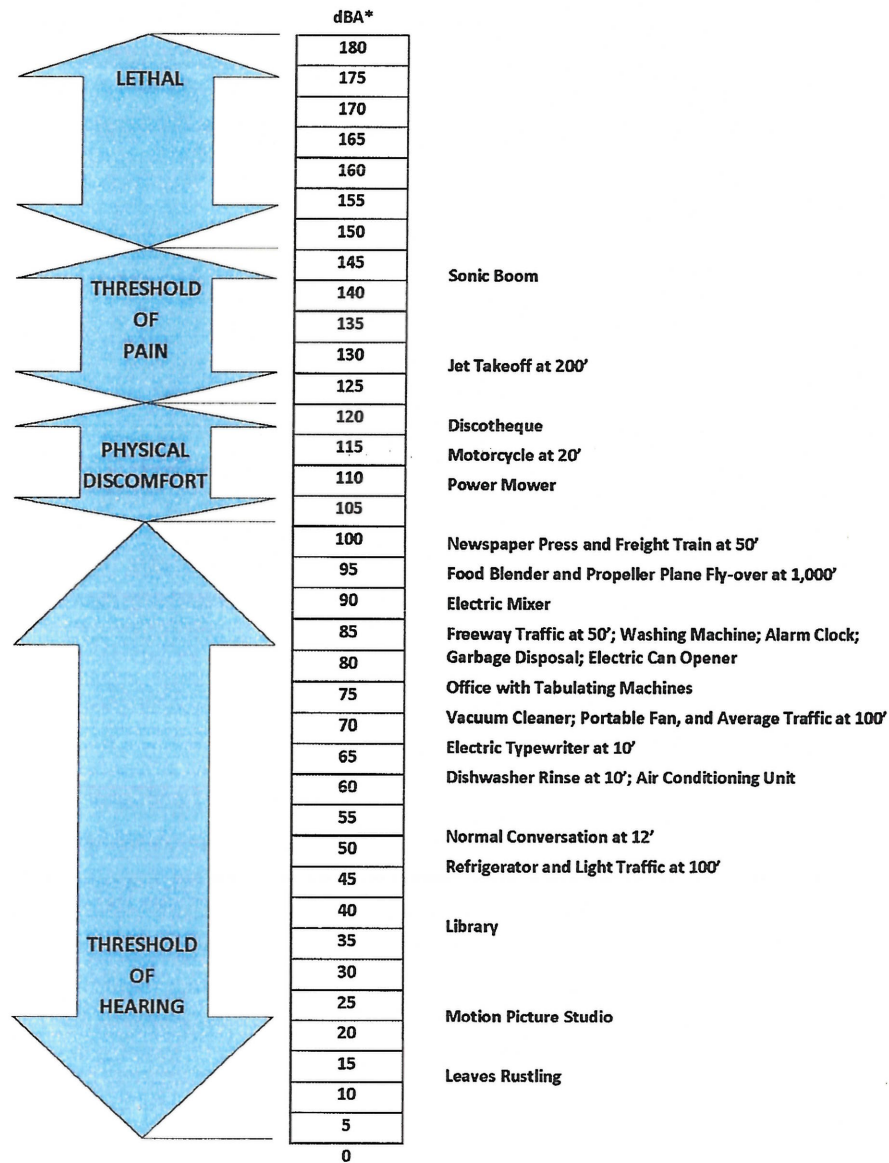 dBA*
180
LETHAL
175
170
165
160
155
150
145
Sonic Boom
THRESHOLD
140
OF
135
PAIN
130
Jet Takeoff at 200'
125
120
Discotheque
PHYSICAL
115
Motorcycle at 20'
DISCOMFORT
110
Power Mower
105
100
Newspaper Press and Freight Train at 50'
95
Food Blender and Propeller Plane Fly-over at 1,000'
90
Electric Mixer
85
Freeway Traffic at 50'; Washing Machine; Alarm Clock;
80
Garbage Disposal; Electric Can Opener
75
Office with Tabulating Machines
70
Vacuum Cleaner; Portable Fan, and Average Traffic at 100'
65
Electric Typewriter at 10'
60
Dishwasher Rinse at 10'; Air Conditioning Unit
55
Normal Conversation at 12'
50
Refrigerator and Light Traffic at 100'
45
40
Library
THRESHOLD
35
OF
30
HEARING
25
Motion Picture Studio
20
15
Leaves Rustling
10
5
0